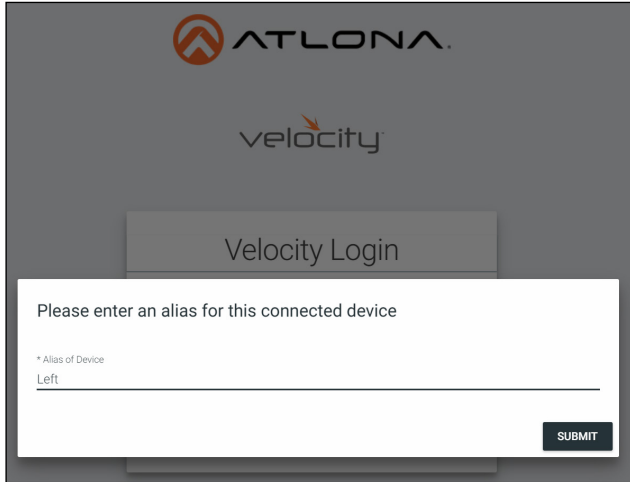 ATLONA.
velocity
Velocity Login
Please enter an alias for this connected device
* Alias of Device
Left
SUBMIT